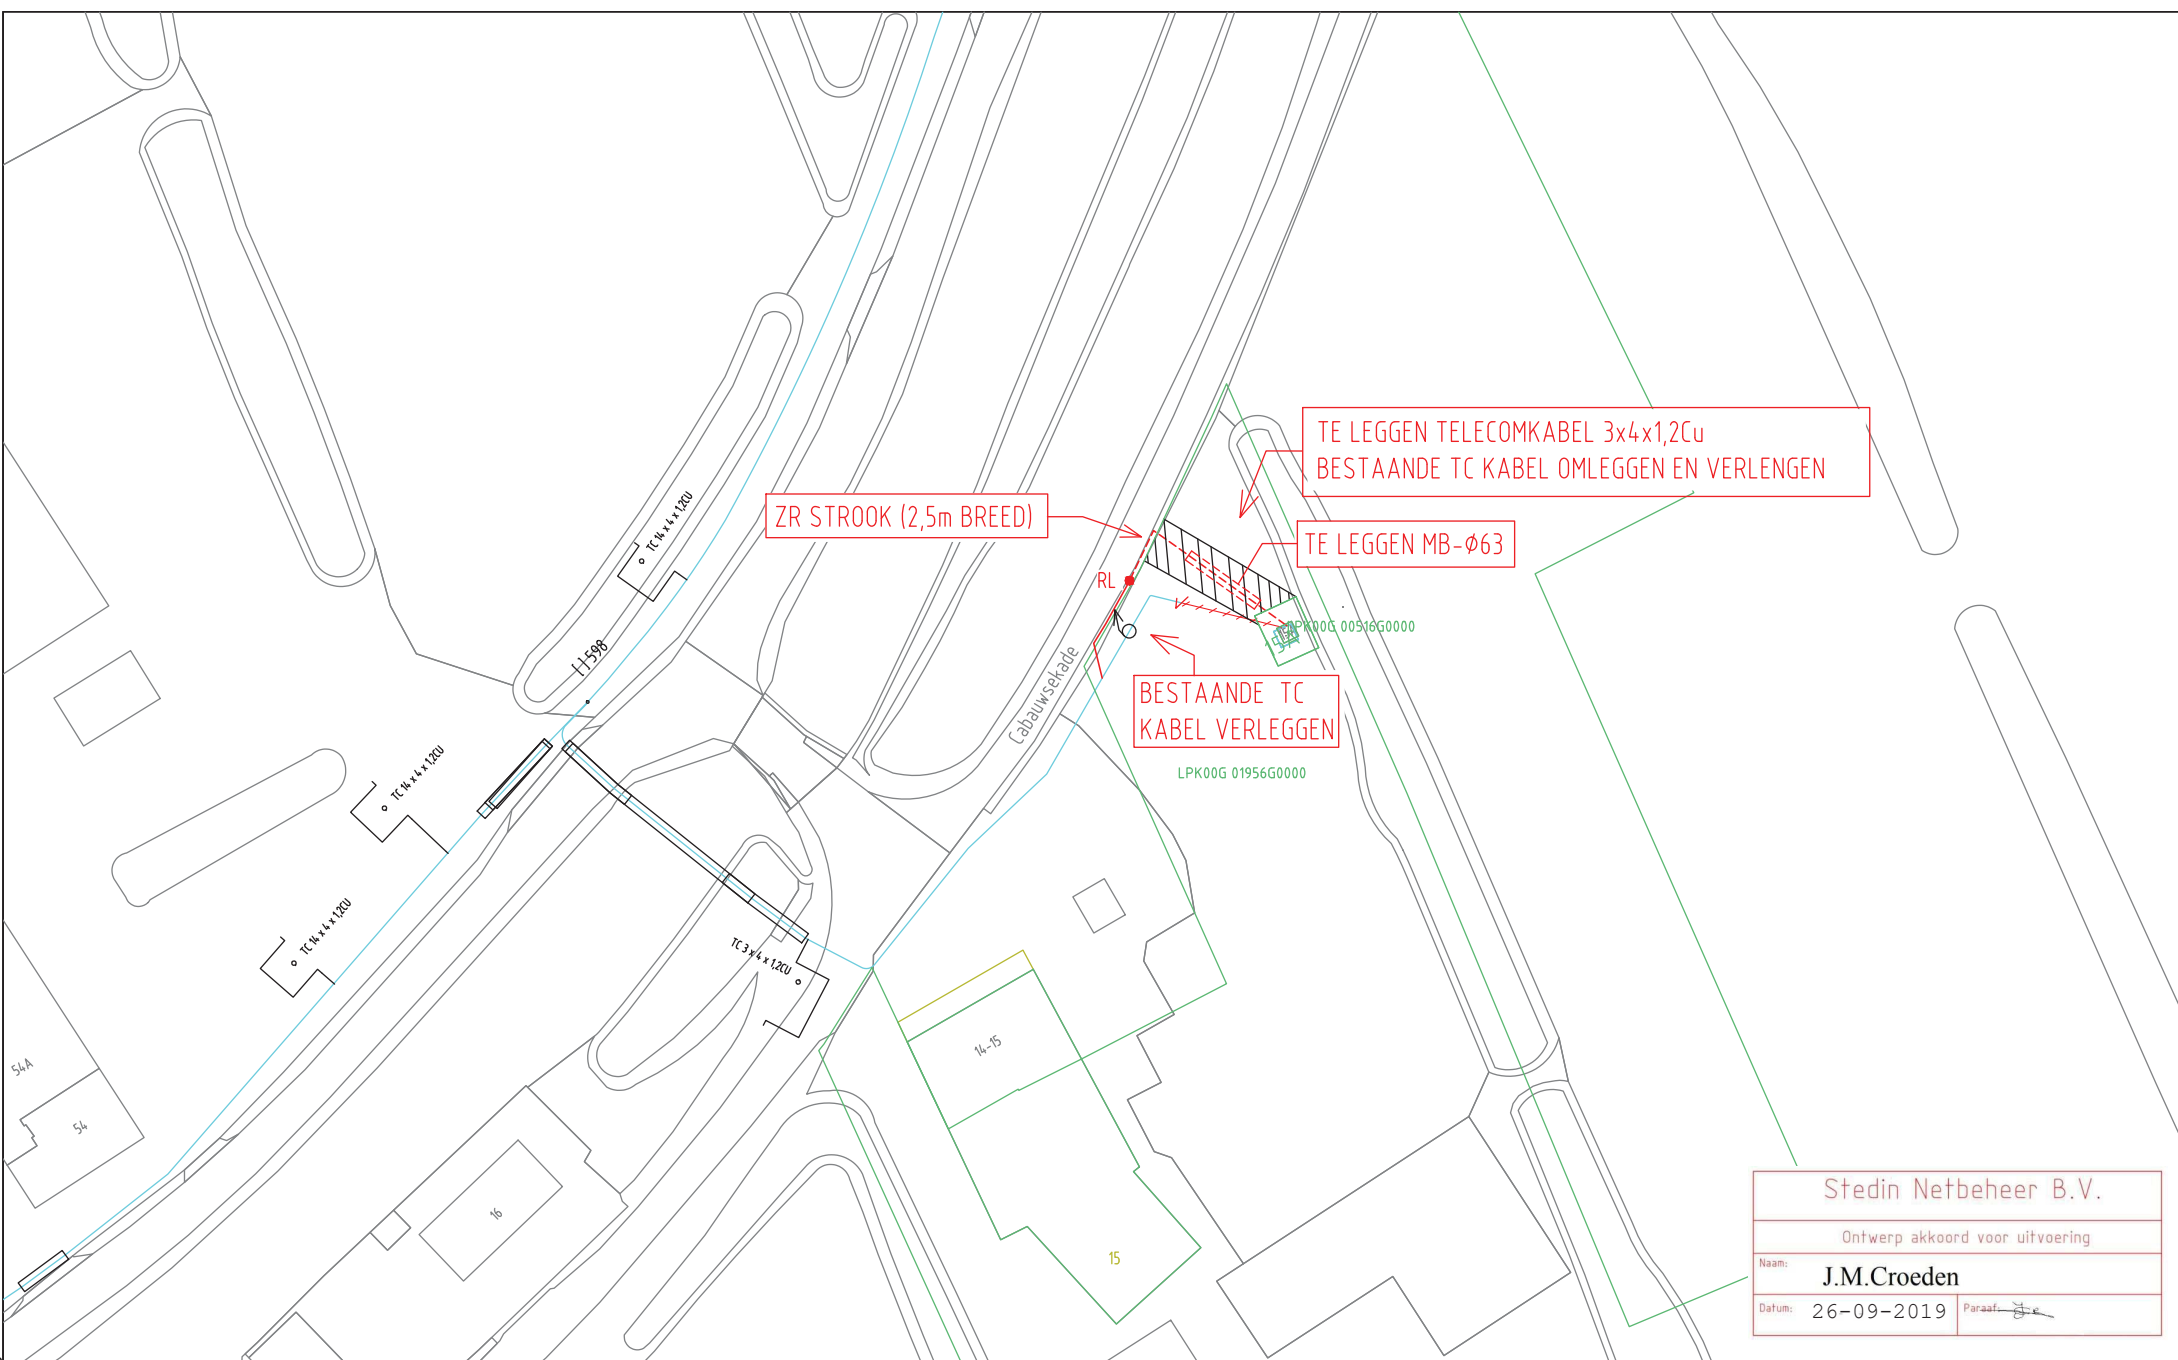 TE LEGGEN TELECOMKABEL 3x4x1,2Cu
BESTAANDE TC KABEL OMLEGGEN EN VERLENGEN
ZR STROOK (2,5m BREED)
TE LEGGEN MB-Ø63
TC 14 x 4 x 1,2CU
RL
LPK00G 00516G0000
[ ] 598
Cabauwsekade
BESTAANDE TC
KABEL VERLEGGEN
LPK00G 01956G0000
TC 14 x 4 x 1,2CU
TC 14 x 4 x 1,2CU
TC 3 x 4 x 1,2CU
14-15
54A
54
16
15
Stedin Netbeheer B.V.
Ontwerp akkoord voor uitvoering
Naam:
J.M.Croeden
Datum: 26-09-2019
Paraaf: